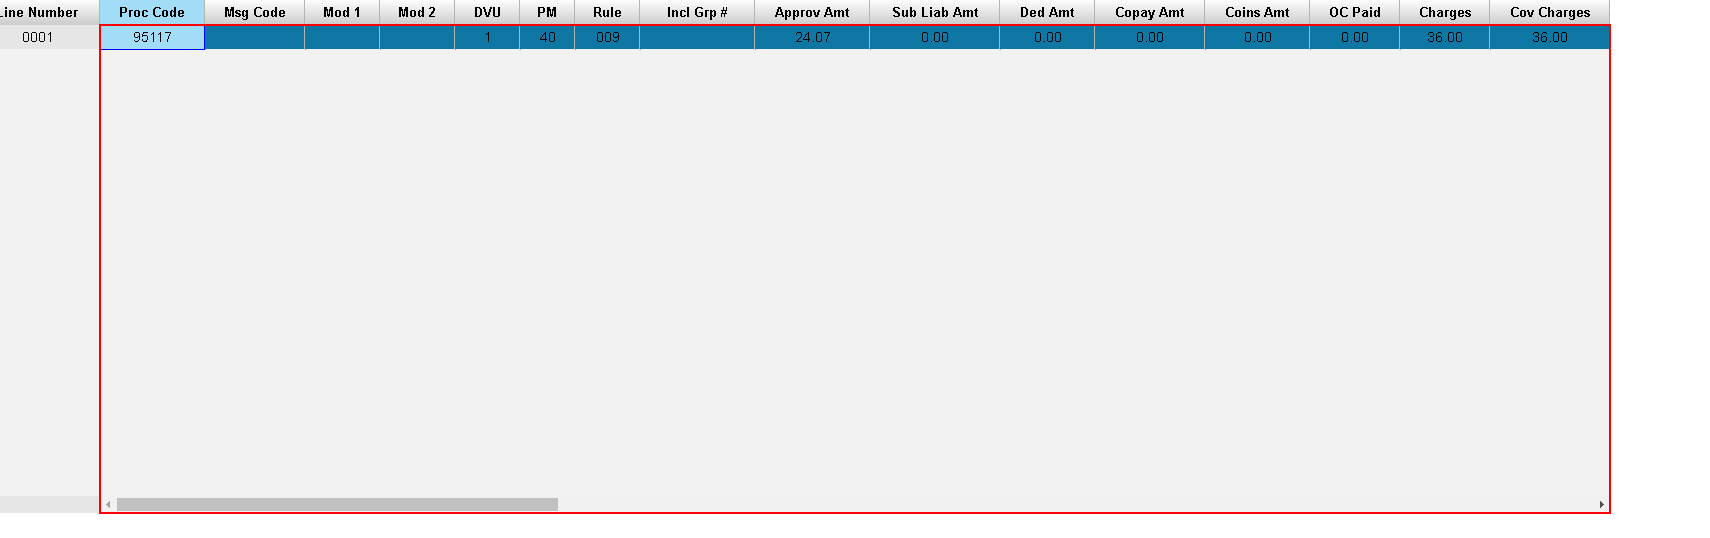 Line Number Proc Code Msg Code Mod 1 Mod 2 DVU PM Rule Incl Grp # Approv Amt Sub Liab Amt Ded Amt Copay Amt Coins Amt OC Paid Charges Cov Charges
0001 95117 1 40 009 24.07 0.00 0.00 0.00 0.00 0.00 36.00 36.00